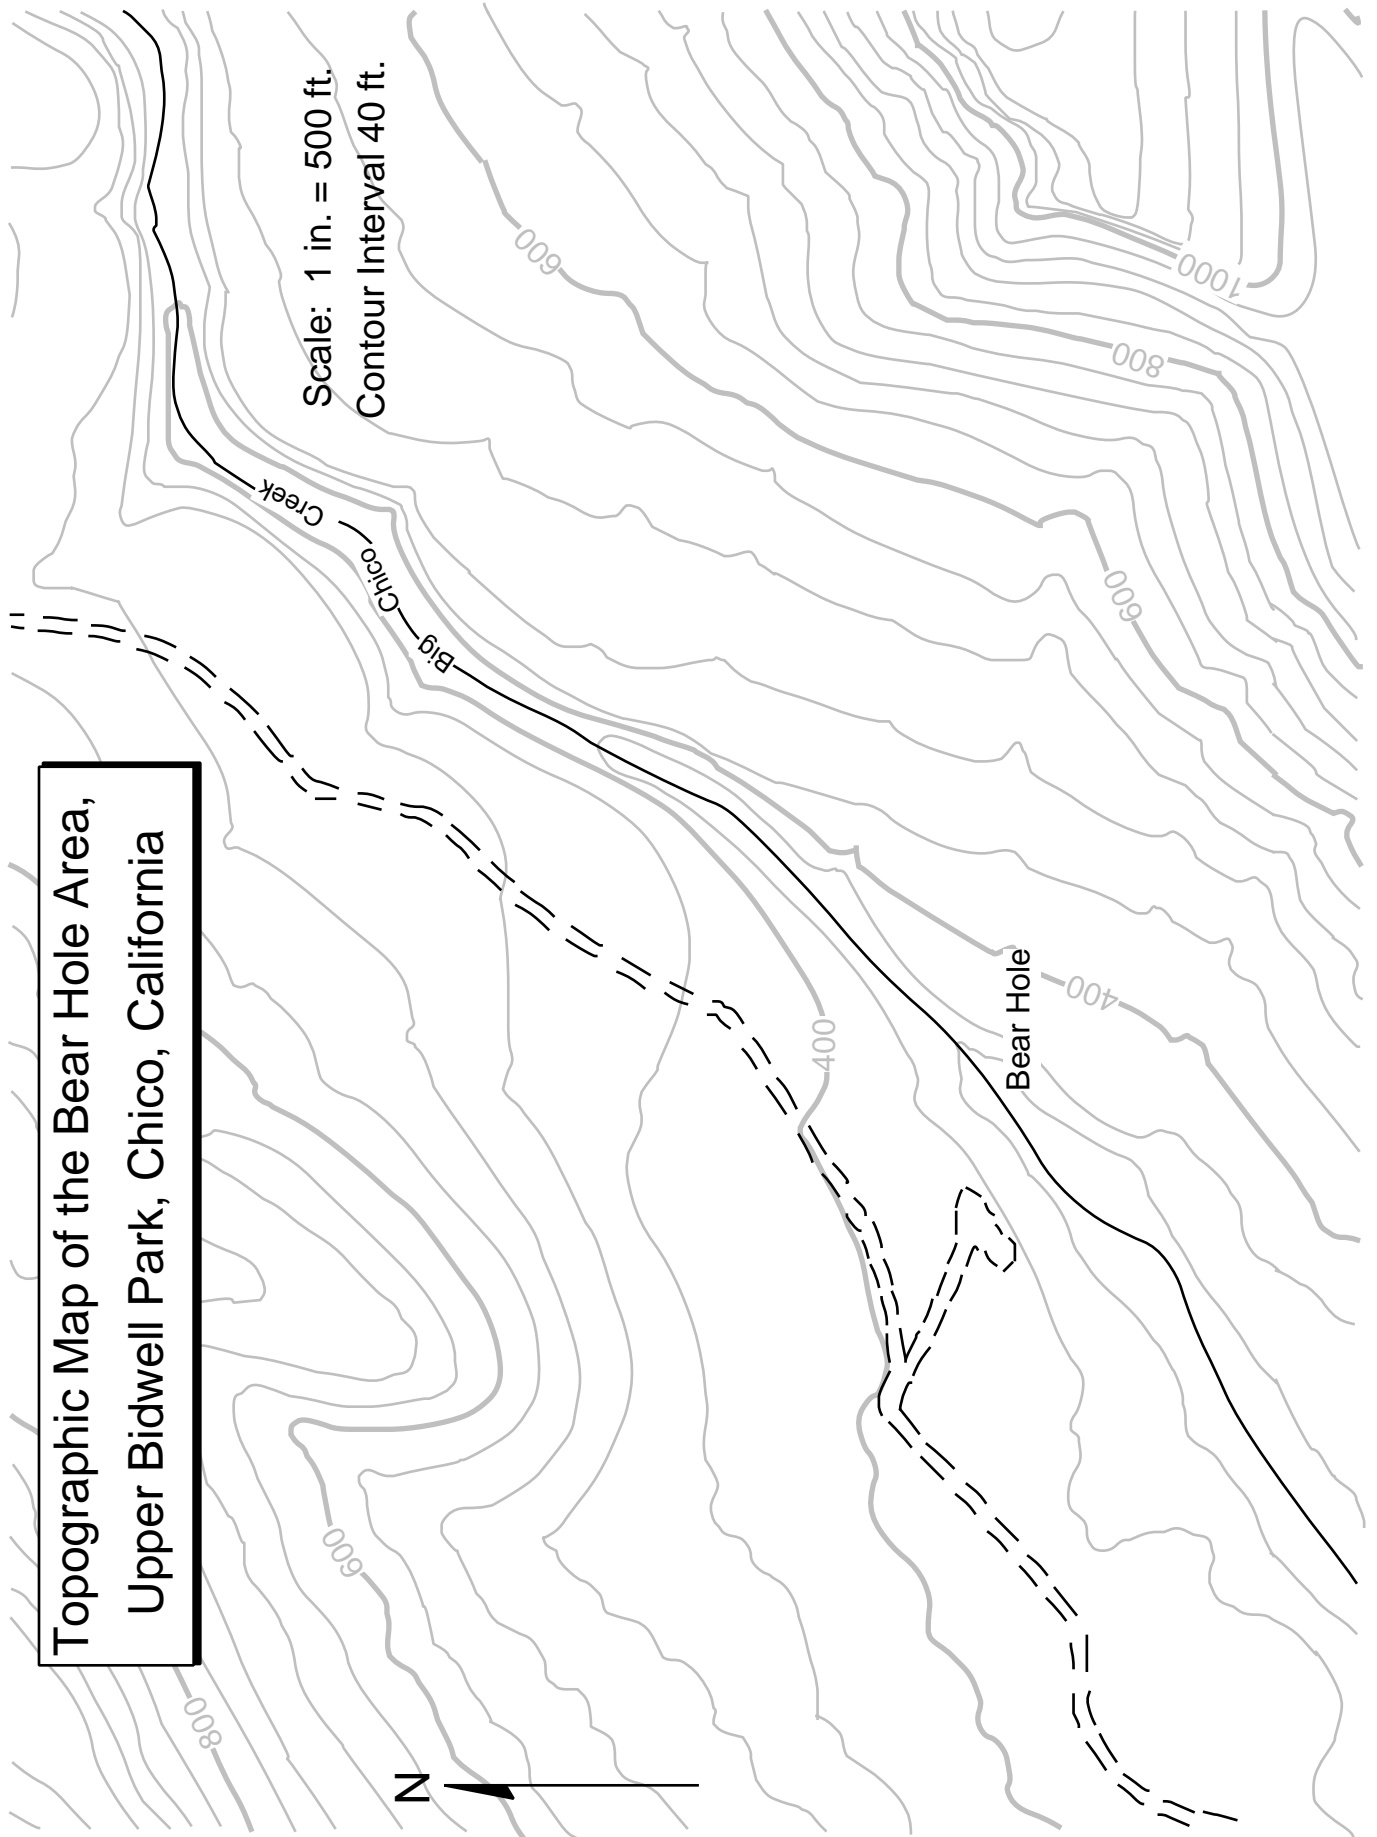 Topographic Map of the Bear Hole Area,
Upper Bidwell Park, Chico, California
Scale: 1 in. = 500 ft.
Contour Interval 40 ft.
Big Chico Creek
Bear Hole
N
600
1000
800
600
400
400
600
800